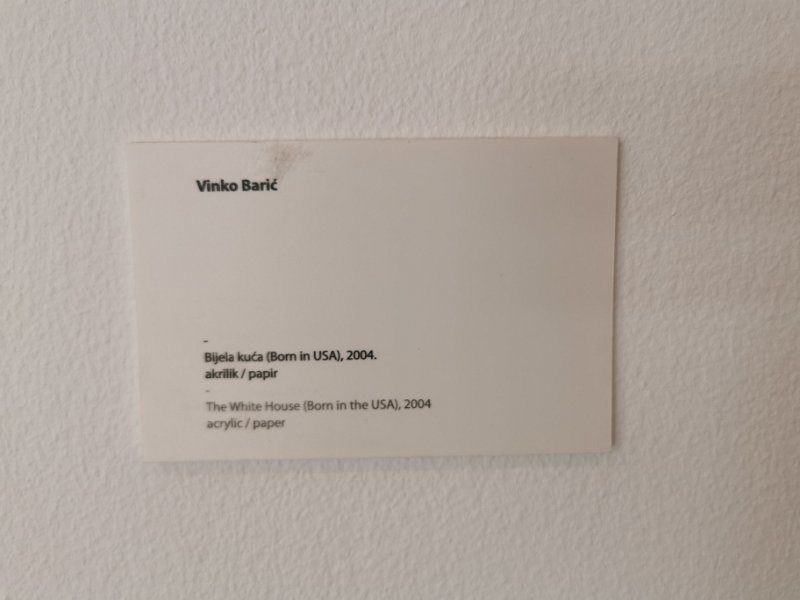 Vinko Barić
-
Bijela kuća (Born in USA), 2004.
akrilik / papir
-
The White House (Born in the USA), 2004
acrylic / paper